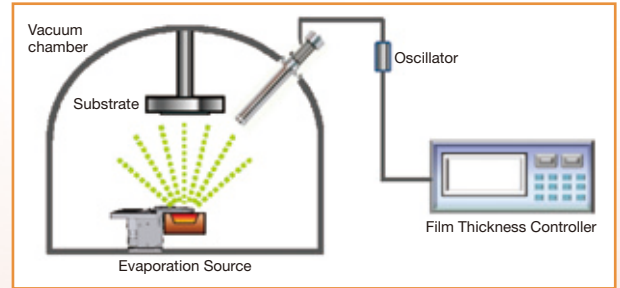 Vacuum
chamber
Oscillator
Substrate
Film Thickness Controller
Evaporation Source